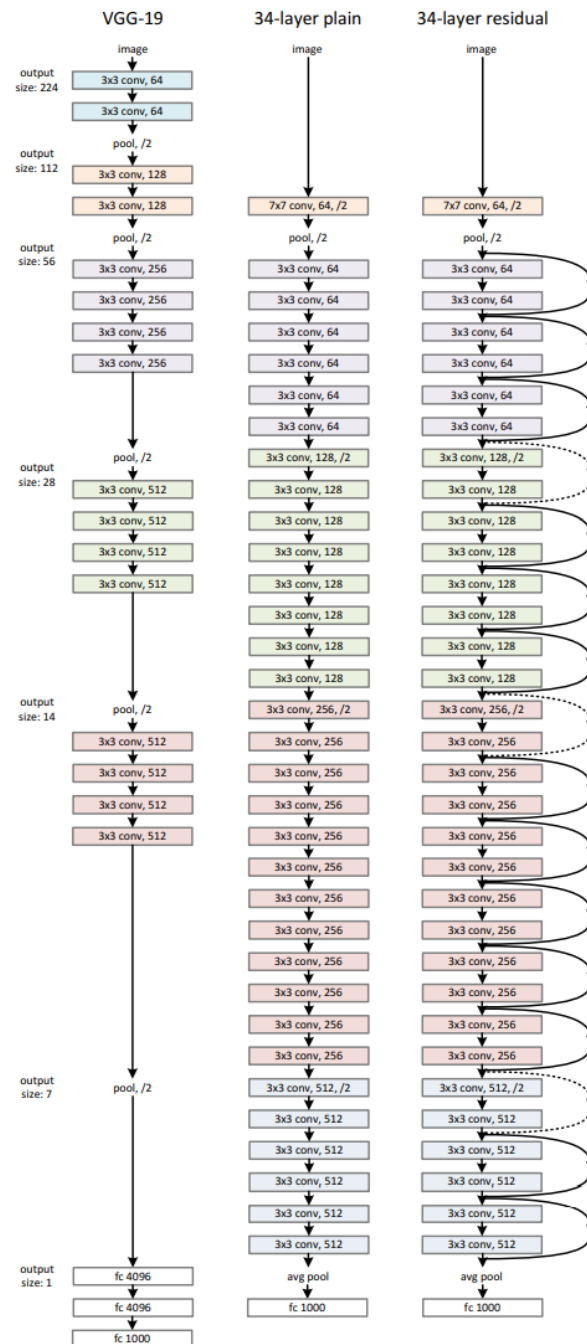 output
size: 224
output
size: 112
output
size: 56
output
size: 28
output
size: 14
output
size: 7
output
size: 1
VGG-19
image
3x3 conv, 64
3x3 conv, 64
pool, /2
3x3 conv, 128
3x3 conv, 128
pool, /2
3x3 conv, 256
3x3 conv, 256
3x3 conv, 256
3x3 conv, 256
pool, /2
3x3 conv, 512
3x3 conv, 512
3x3 conv, 512
3x3 conv, 512
pool, /2
3x3 conv, 512
3x3 conv, 512
3x3 conv, 512
3x3 conv, 512
pool, /2
fc 4096
fc 4096
fc 1000
34-layer plain
image
7x7 conv, 64, /2
pool, /2
3x3 conv, 64
3x3 conv, 64
3x3 conv, 64
3x3 conv, 64
3x3 conv, 64
3x3 conv, 64
3x3 conv, 128, /2
3x3 conv, 128
3x3 conv, 128
3x3 conv, 128
3x3 conv, 128
3x3 conv, 128
3x3 conv, 128
3x3 conv, 128
3x3 conv, 256, /2
3x3 conv, 256
3x3 conv, 256
3x3 conv, 256
3x3 conv, 256
3x3 conv, 256
3x3 conv, 256
3x3 conv, 256
3x3 conv, 256
3x3 conv, 256
3x3 conv, 256
3x3 conv, 256
3x3 conv, 512, /2
3x3 conv, 512
3x3 conv, 512
3x3 conv, 512
3x3 conv, 512
3x3 conv, 512
avg pool
fc 1000
34-layer residual
image
7x7 conv, 64, /2
pool, /2
3x3 conv, 64
3x3 conv, 64
3x3 conv, 64
3x3 conv, 64
3x3 conv, 64
3x3 conv, 64
3x3 conv, 128, /2
3x3 conv, 128
3x3 conv, 128
3x3 conv, 128
3x3 conv, 128
3x3 conv, 128
3x3 conv, 128
3x3 conv, 128
3x3 conv, 256, /2
3x3 conv, 256
3x3 conv, 256
3x3 conv, 256
3x3 conv, 256
3x3 conv, 256
3x3 conv, 256
3x3 conv, 256
3x3 conv, 256
3x3 conv, 256
3x3 conv, 256
3x3 conv, 256
3x3 conv, 512, /2
3x3 conv, 512
3x3 conv, 512
3x3 conv, 512
3x3 conv, 512
3x3 conv, 512
avg pool
fc 1000